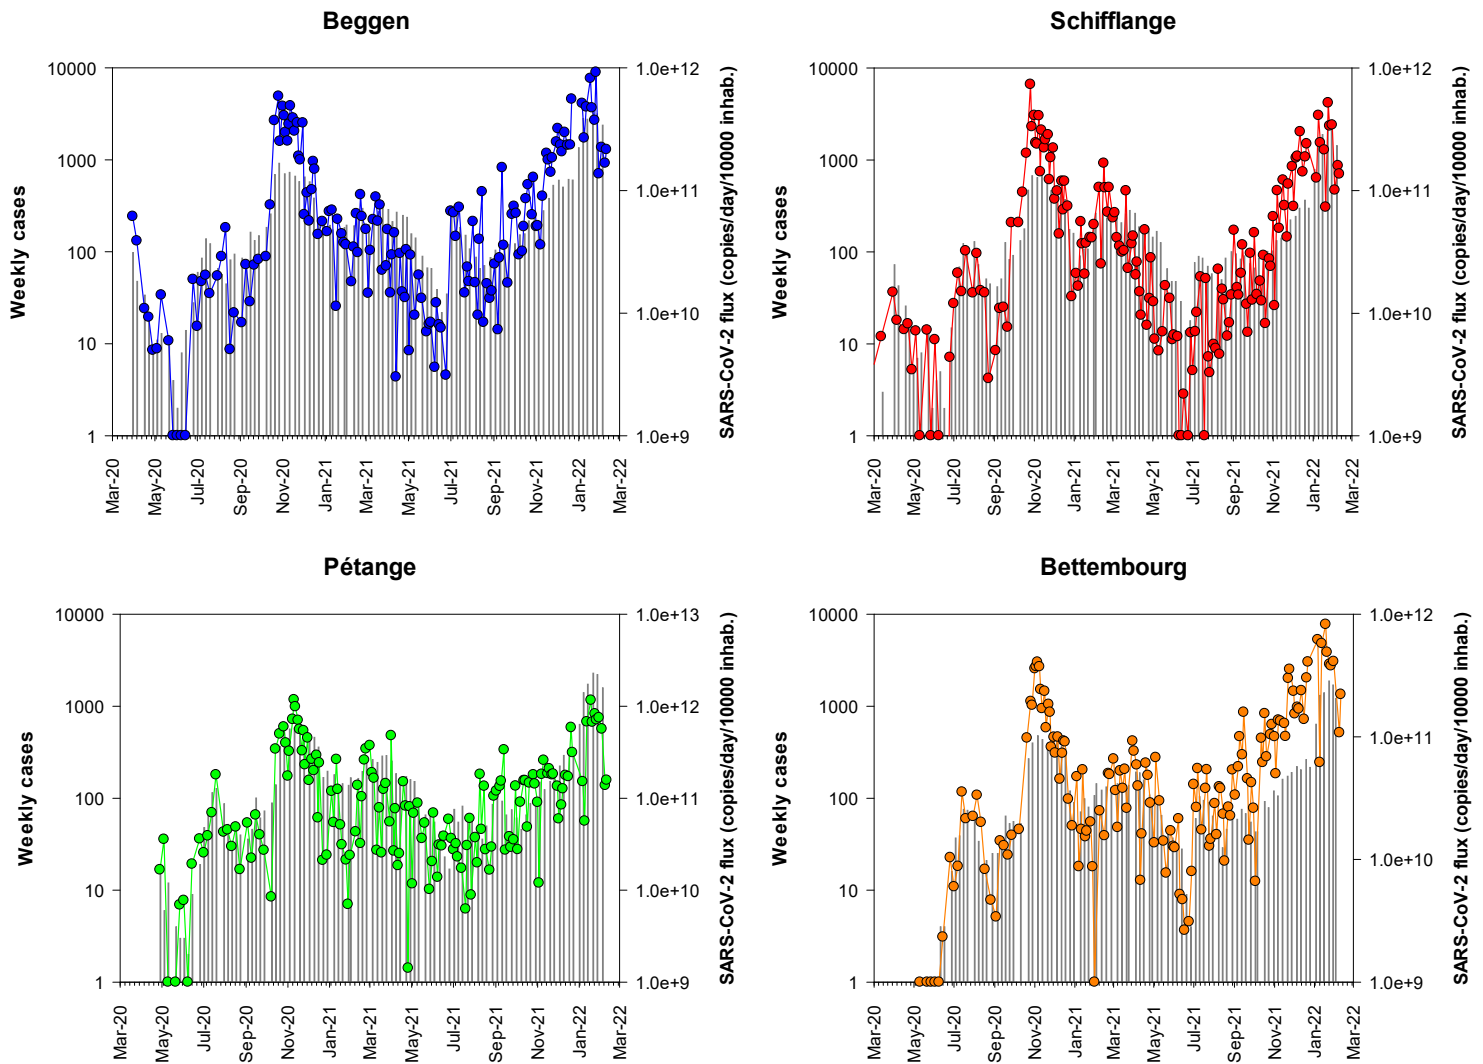 Beggen
Weekly cases
10000
1000
100
10
1
1.0e+12
1.0e+11
1.0e+10
1.0e+9
SARS-CoV-2 flux (copies/day/10000 inhab.)
Mar-20
May-20
Jul-20
Sep-20
Nov-20
Jan-21
Mar-21
May-21
Jul-21
Sep-21
Nov-21
Jan-22
Mar-22
Schifflange
Weekly cases
10000
1000
100
10
1
1.0e+12
1.0e+11
1.0e+10
1.0e+9
SARS-CoV-2 flux (copies/day/10000 inhab.)
Mar-20
May-20
Jul-20
Sep-20
Nov-20
Jan-21
Mar-21
May-21
Jul-21
Sep-21
Nov-21
Jan-22
Mar-22
Pétange
Weekly cases
10000
1000
100
10
1
1.0e+13
1.0e+12
1.0e+11
1.0e+10
1.0e+9
SARS-CoV-2 flux (copies/day/10000 inhab.)
Mar-20
May-20
Jul-20
Sep-20
Nov-20
Jan-21
Mar-21
May-21
Jul-21
Sep-21
Nov-21
Jan-22
Mar-22
Bettembourg
Weekly cases
10000
1000
100
10
1
1.0e+12
1.0e+11
1.0e+10
1.0e+9
SARS-CoV-2 flux (copies/day/10000 inhab.)
Mar-20
May-20
Jul-20
Sep-20
Nov-20
Jan-21
Mar-21
May-21
Jul-21
Sep-21
Nov-21
Jan-22
Mar-22